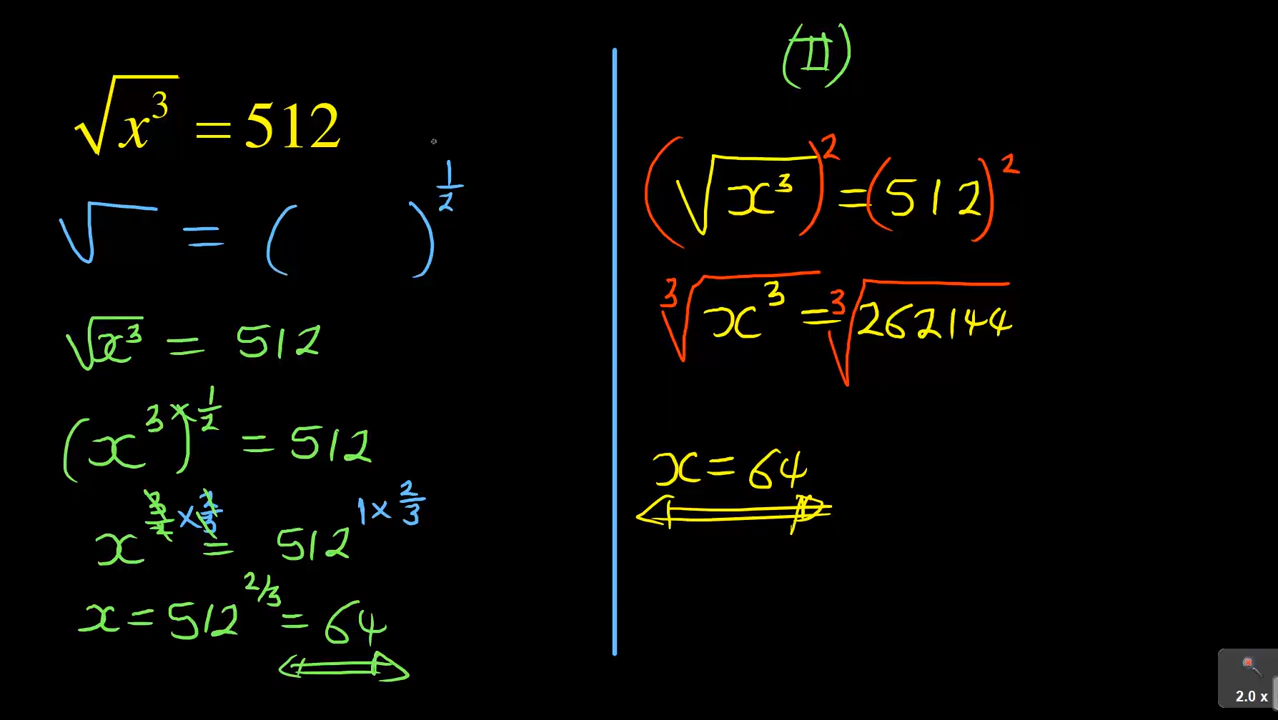 √x³ = 512
√ = ( )^1/2
√x³ = 512
(x³)^×1/2 = 512
x^3/2 × 2/3 = 512^1 × 2/3
x = 512^2/3 = 64
(II)
(√x³)² = (512)²
³√x³ = ³√262144
x = 64
2.0 x